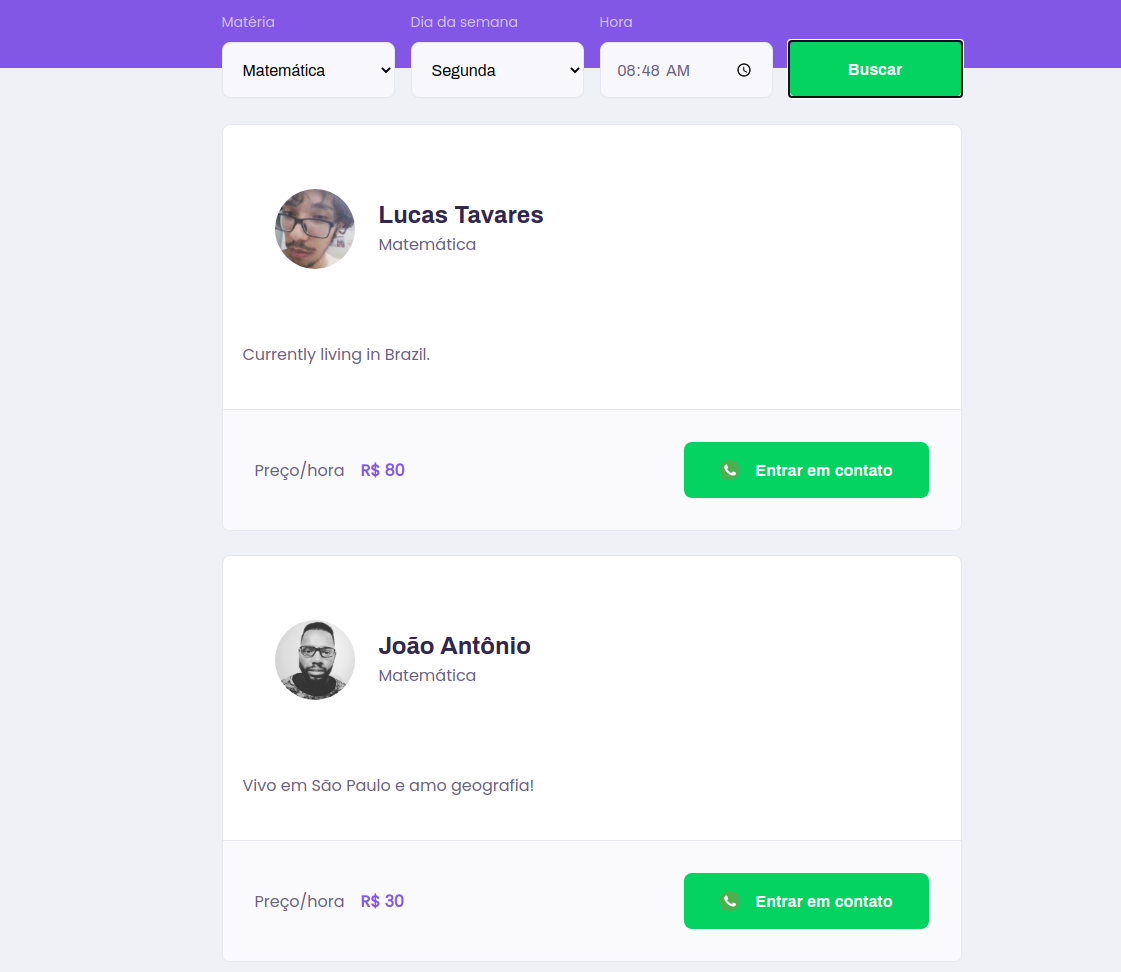 Matéria Dia da semana Hora
Matemática Segunda 08:48 AM Buscar
Lucas Tavares
Matemática
Currently living in Brazil.
Preço/hora R$ 80 Entrar em contato
João Antônio
Matemática
Vivo em São Paulo e amo geografia!
Preço/hora R$ 30 Entrar em contato